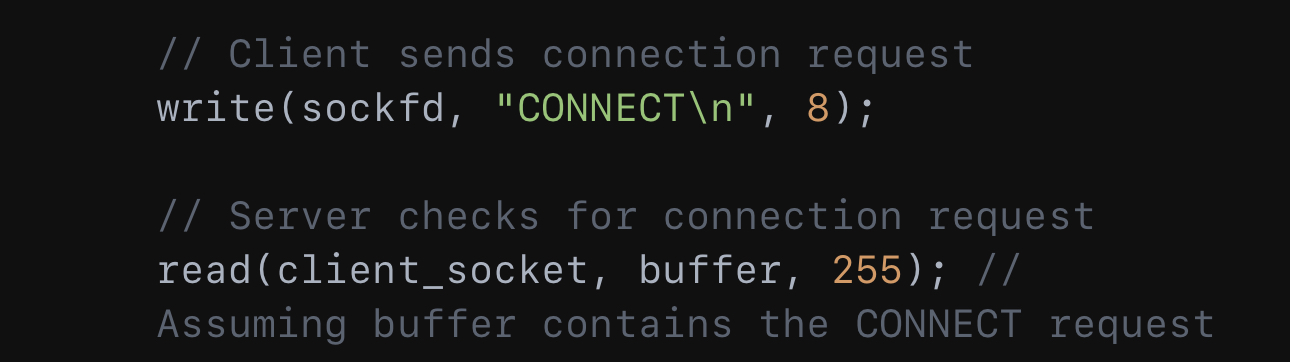 // Client sends connection request
write(sockfd, "CONNECT\n", 8);
// Server checks for connection request
read(client_socket, buffer, 255); //
Assuming buffer contains the CONNECT request